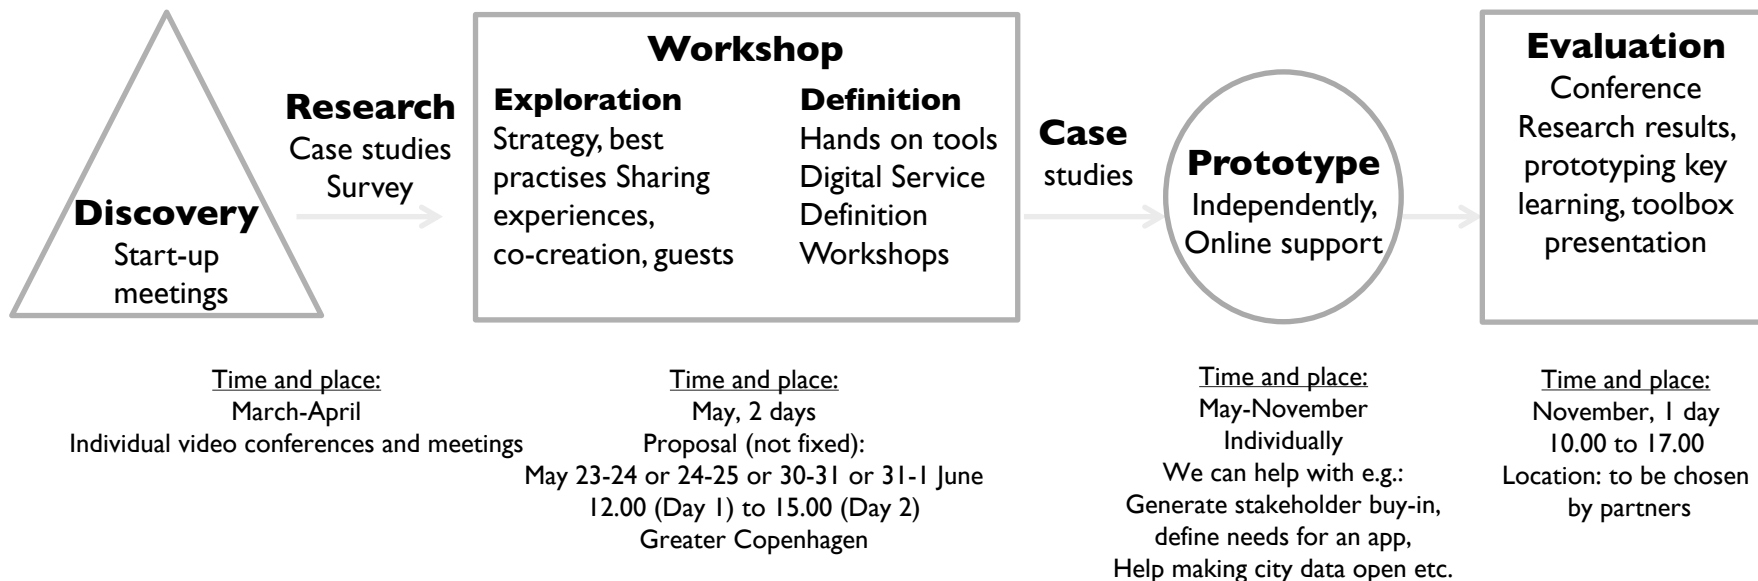 Discovery
Start-up
meetings
Research
Case studies
Survey
Workshop
Exploration
Strategy, best
practises Sharing
experiences,
co-creation, guests
Definition
Hands on tools
Digital Service
Definition
Workshops
Case
studies
Prototype
Independently,
Online support
Evaluation
Conference
Research results,
prototyping key
learning, toolbox
presentation
Time and place:
March-April
Individual video conferences and meetings
Time and place:
May, 2 days
Proposal (not fixed):
May 23-24 or 24-25 or 30-31 or 31-1 June
12.00 (Day 1) to 15.00 (Day 2)
Greater Copenhagen
Time and place:
May-November
Individually
We can help with e.g.:
Generate stakeholder buy-in,
define needs for an app,
Help making city data open etc.
Time and place:
November, 1 day
10.00 to 17.00
Location: to be chosen
by partners